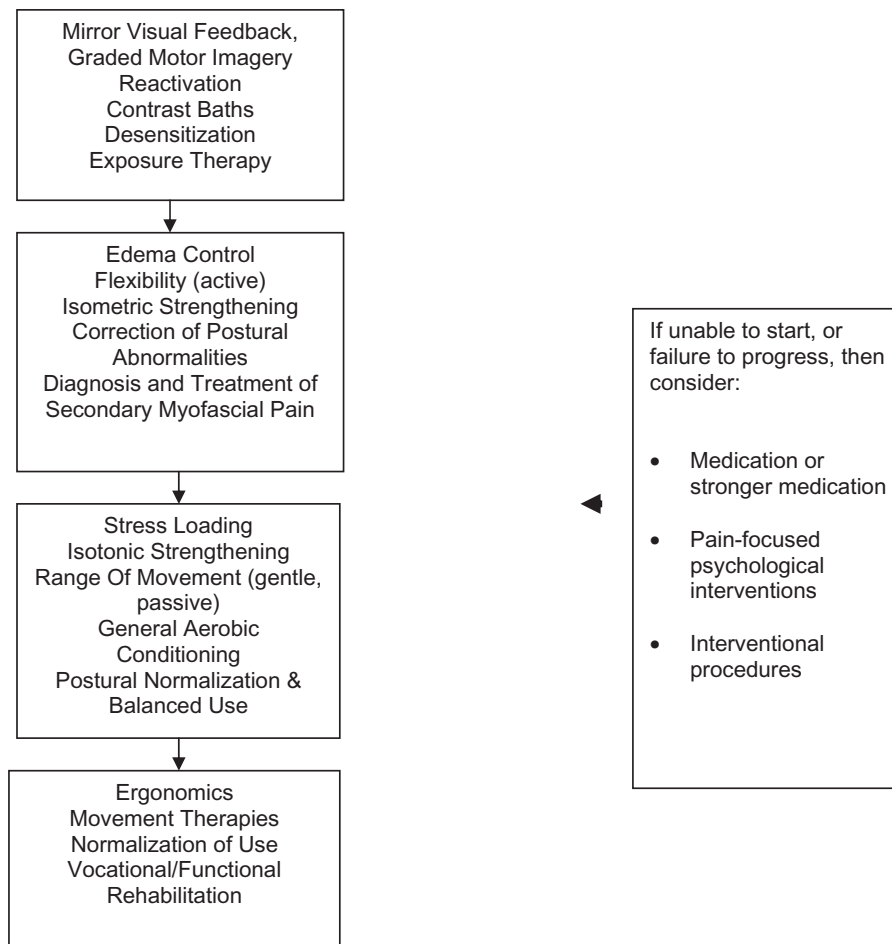 Mirror Visual Feedback,
Graded Motor Imagery
Reactivation
Contrast Baths
Desensitization
Exposure Therapy
Edema Control
Flexibility (active)
Isometric Strengthening
Correction of Postural
Abnormalities
Diagnosis and Treatment of
Secondary Myofascial Pain
Stress Loading
Isotonic Strengthening
Range Of Movement (gentle,
passive)
General Aerobic
Conditioning
Postural Normalization &
Balanced Use
Ergonomics
Movement Therapies
Normalization of Use
Vocational/Functional
Rehabilitation
If unable to start, or
failure to progress, then
consider:
• Medication or
stronger medication
• Pain-focused
psychological
interventions
• Interventional
procedures